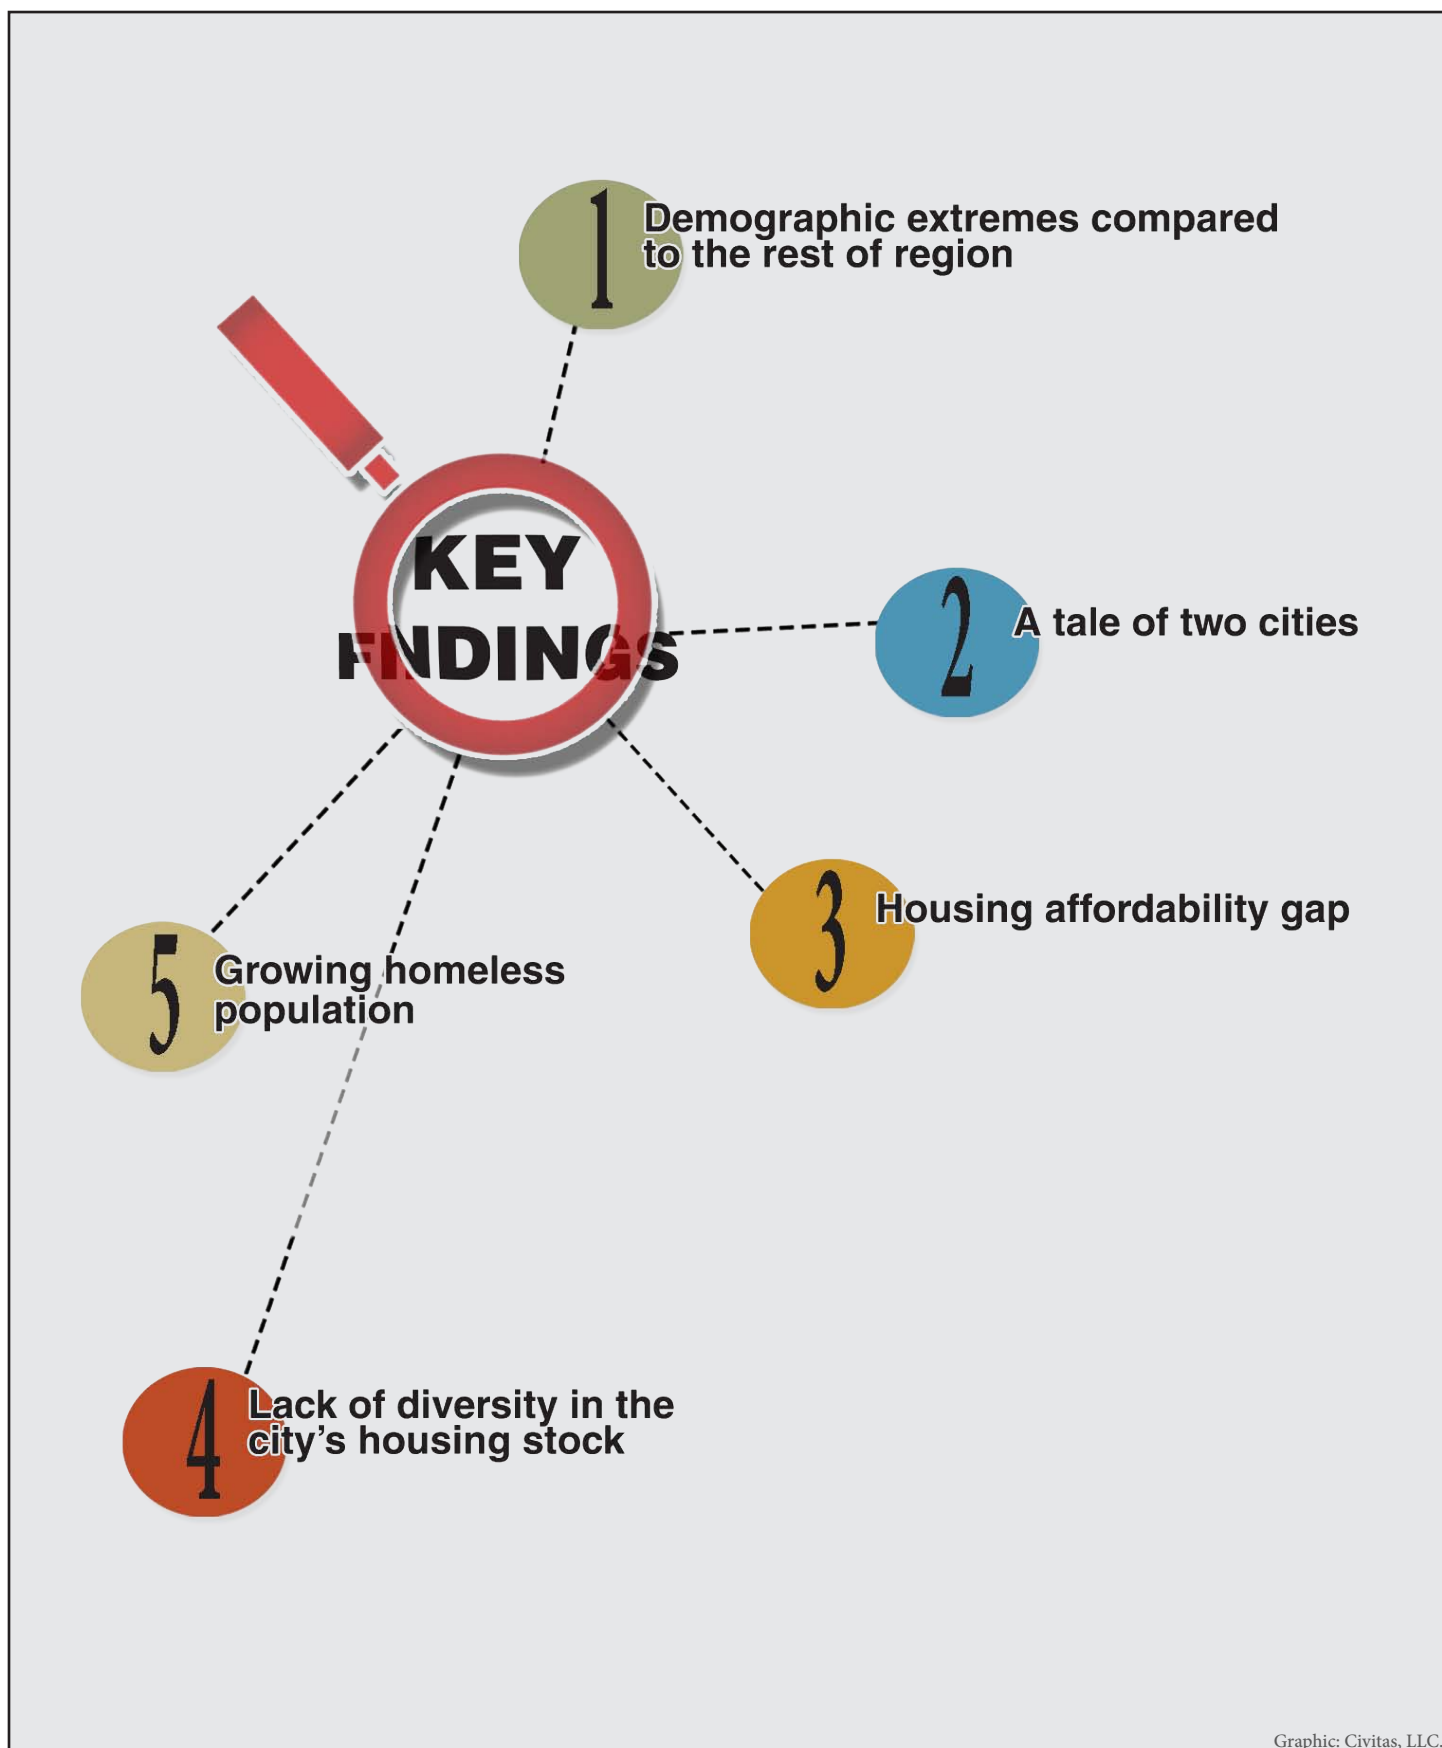 1
Demographic extremes compared
to the rest of region
KEY
FINDINGS
2
A tale of two cities
3
Housing affordability gap
5
Growing homeless
population
4
Lack of diversity in the
city’s housing stock
Graphic: Civitas, LLC.